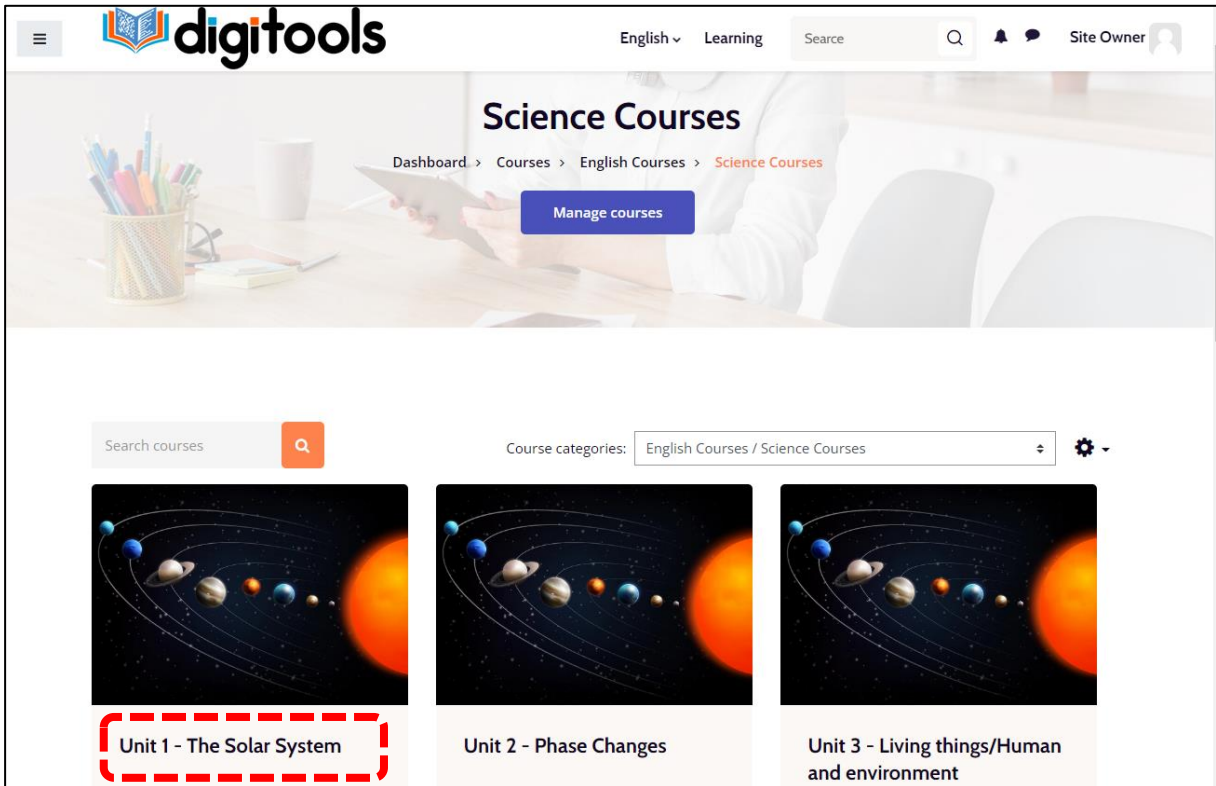 digitools
English Learning Searce Site Owner
Science Courses
Dashboard > Courses > English Courses > Science Courses
Manage courses
Search courses
Course categories: English Courses / Science Courses
Unit 1 - The Solar System
Unit 2 - Phase Changes
Unit 3 - Living things/Human
and environment